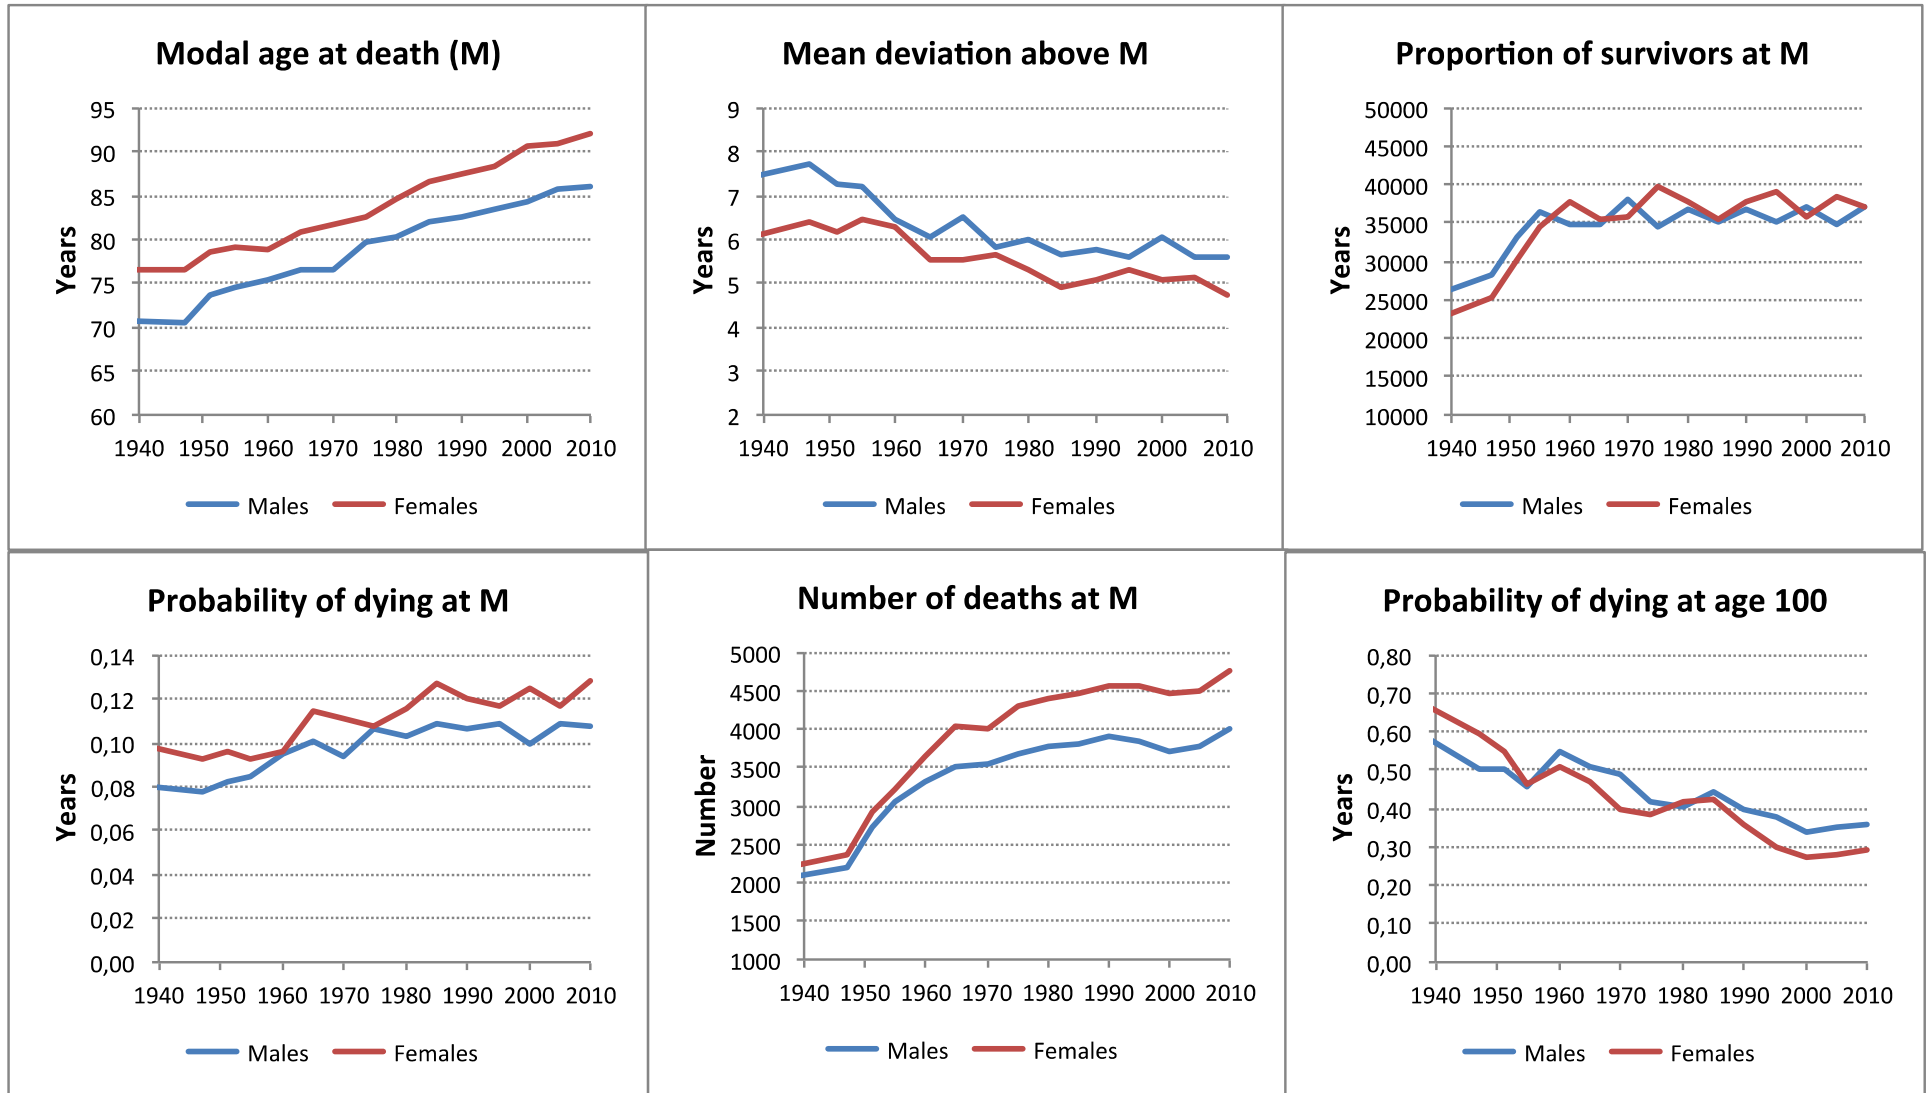 Modal age at death (M)
95
90
85
80
75
70
65
60
Years
1940 1950 1960 1970 1980 1990 2000 2010
Males Females
Mean deviation above M
9
8
7
6
5
4
3
2
Years
1940 1950 1960 1970 1980 1990 2000 2010
Males Females
Proportion of survivors at M
50000
45000
40000
35000
30000
25000
20000
15000
10000
Years
1940 1950 1960 1970 1980 1990 2000 2010
Males Females
Probability of dying at M
0,14
0,12
0,10
0,08
0,06
0,04
0,02
0,00
Years
1940 1950 1960 1970 1980 1990 2000 2010
Males Females
Number of deaths at M
5000
4500
4000
3500
3000
2500
2000
1500
1000
Number
1940 1950 1960 1970 1980 1990 2000 2010
Males Females
Probability of dying at age 100
0,80
0,70
0,60
0,50
0,40
0,30
0,20
0,10
0,00
Years
1940 1950 1960 1970 1980 1990 2000 2010
Males Females